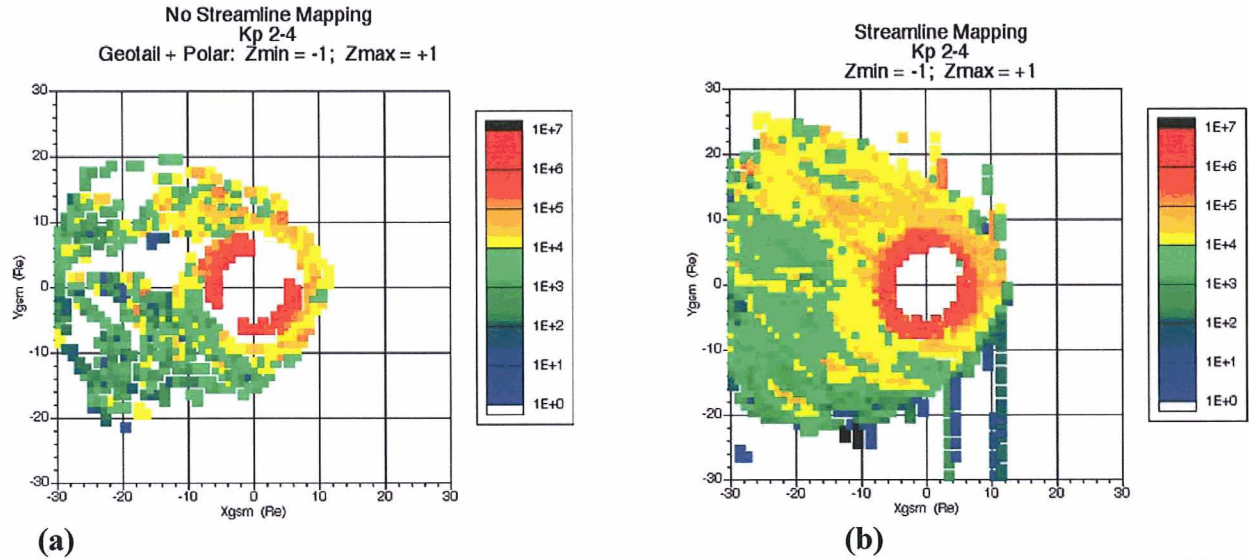 No Streamline Mapping
Kp 2-4
Geotail + Polar: Zmin = -1; Zmax = +1
30
20
10
0
-10
-20
-30
Ygsm (Re)
-30
-20
-10
0
10
20
30
Xgsm (Re)
1E+7
1E+6
1E+5
1E+4
1E+3
1E+2
1E+1
1E+0
(a)
Streamline Mapping
Kp 2-4
Zmin = -1; Zmax = +1
30
20
10
0
-10
-20
-30
Ygsm (Re)
-30
-20
-10
0
10
20
30
Xgsm (Re)
1E+7
1E+6
1E+5
1E+4
1E+3
1E+2
1E+1
1E+0
(b)